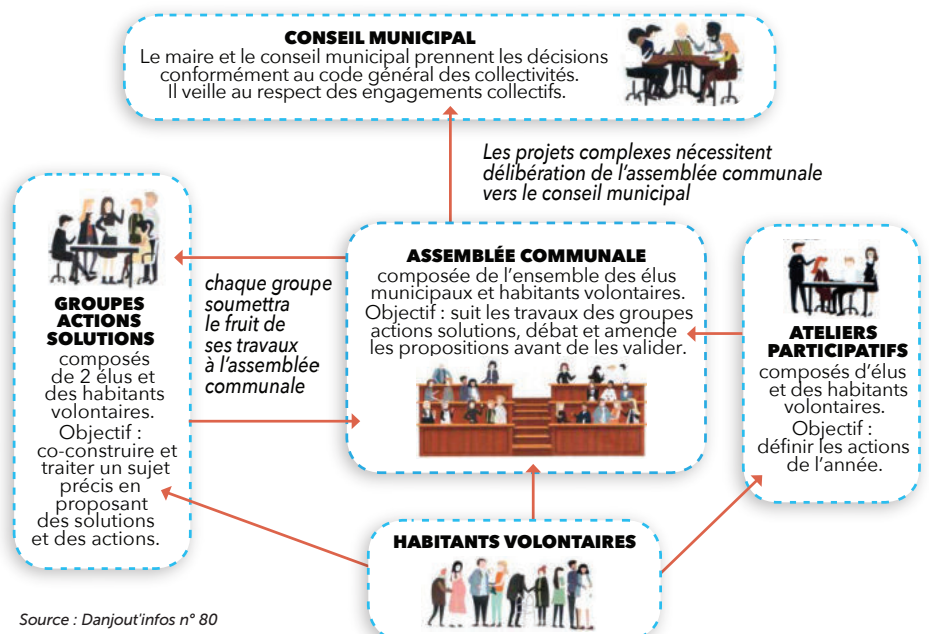 CONSEIL MUNICIPAL
Le maire et le conseil municipal prennent les décisions
conformément au code général des collectivités.
Il veille au respect des engagements collectifs.
Les projets complexes nécessitent
délibération de l'assemblée communale
vers le conseil municipal
GROUPES
ACTIONS
SOLUTIONS
composés
de 2 élus et
des habitants
volontaires.
Objectif :
co-construire et
traiter un sujet
précis en
proposant
des solutions
et des actions.
chaque groupe
soumettra
le fruit de
ses travaux
à l'assemblée
communale
ASSEMBLÉE COMMUNALE
composée de l'ensemble des élus
municipaux et habitants volontaires.
Objectif : suit les travaux des groupes
actions solutions, débat et amende
les propositions avant de les valider.
ATELIERS
PARTICIPATIFS
composés d'élus
et des habitants
volontaires.
Objectif :
définir les actions
de l'année.
HABITANTS VOLONTAIRES
Source : Danjout'infos n° 80